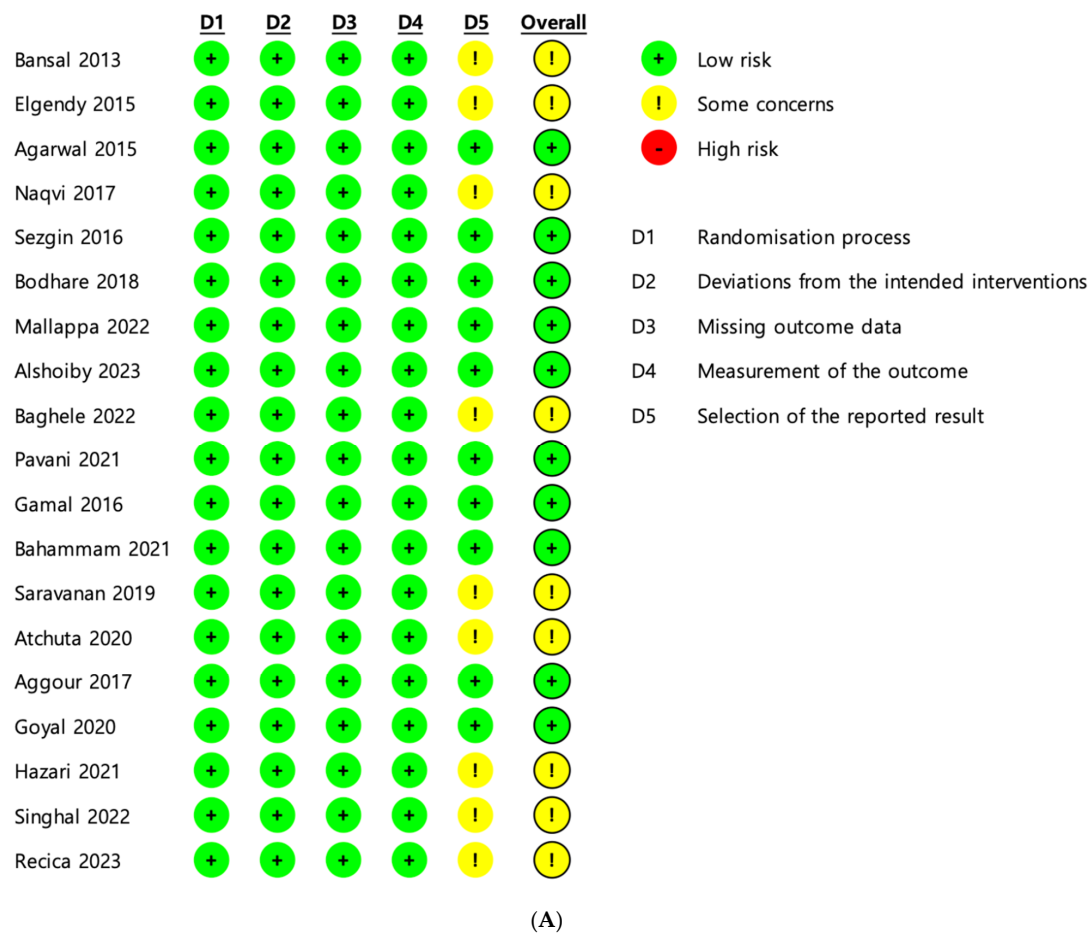 D1 D2 D3 D4 D5 Overall
Bansal 2013 + + + + ! !
Elgendy 2015 + + + + ! !
Agarwal 2015 + + + + + +
Naqvi 2017 + + + + ! !
Sezgin 2016 + + + + + +
Bodhare 2018 + + + + + +
Mallappa 2022 + + + + + +
Alshoiby 2023 + + + + + +
Baghele 2022 + + + + ! !
Pavani 2021 + + + + + +
Gamal 2016 + + + + + +
Bahammam 2021 + + + + + +
Saravanan 2019 + + + + ! !
Atchuta 2020 + + + + ! !
Aggour 2017 + + + + + +
Goyal 2020 + + + + + +
Hazari 2021 + + + + ! !
Singhal 2022 + + + + ! !
Recica 2023 + + + + ! !
+ Low risk
! Some concerns
- High risk
D1 Randomisation process
D2 Deviations from the intended interventions
D3 Missing outcome data
D4 Measurement of the outcome
D5 Selection of the reported result
(A)